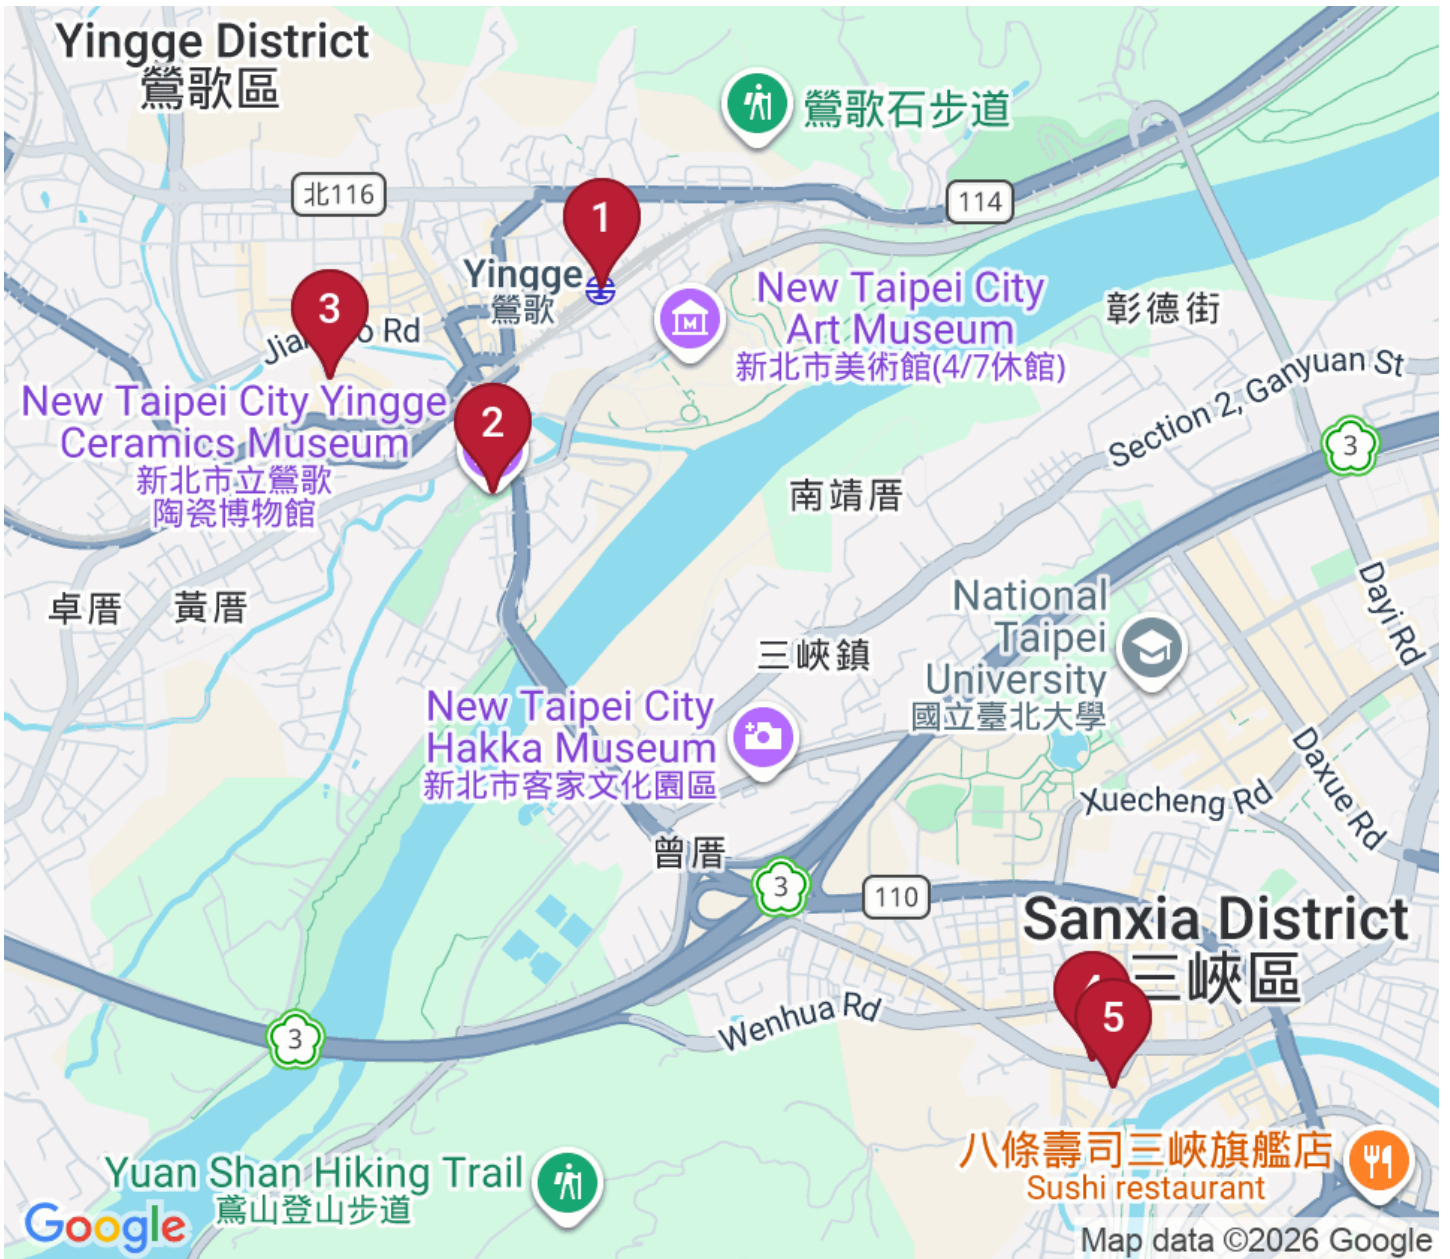 Yingge District
鶯歌區
鶯歌石步道
北116
114
1
Yingge
鶯歌
New Taipei City
Art Museum
新北市美術館(4/7休館)
彰德街
3
Rd
Section 2, Ganyuan St
New Taipei City Yingge
Ceramics Museum
新北市立鶯歌
陶瓷博物館
2
3
南靖厝
卓厝
黃厝
National
Taipei
University
國立臺北大學
Dayi Rd
三峽鎮
New Taipei City
Hakka Museum
新北市客家文化園區
Daxue Rd
Xuecheng Rd
曾厝
3
110
Sanxia District
三峽區
4
5
Wenhua Rd
3
八條壽司三峽旗艦店
Sushi restaurant
Yuan Shan Hiking Trail
鳶山登山步道
Google
Map data ©2026 Google